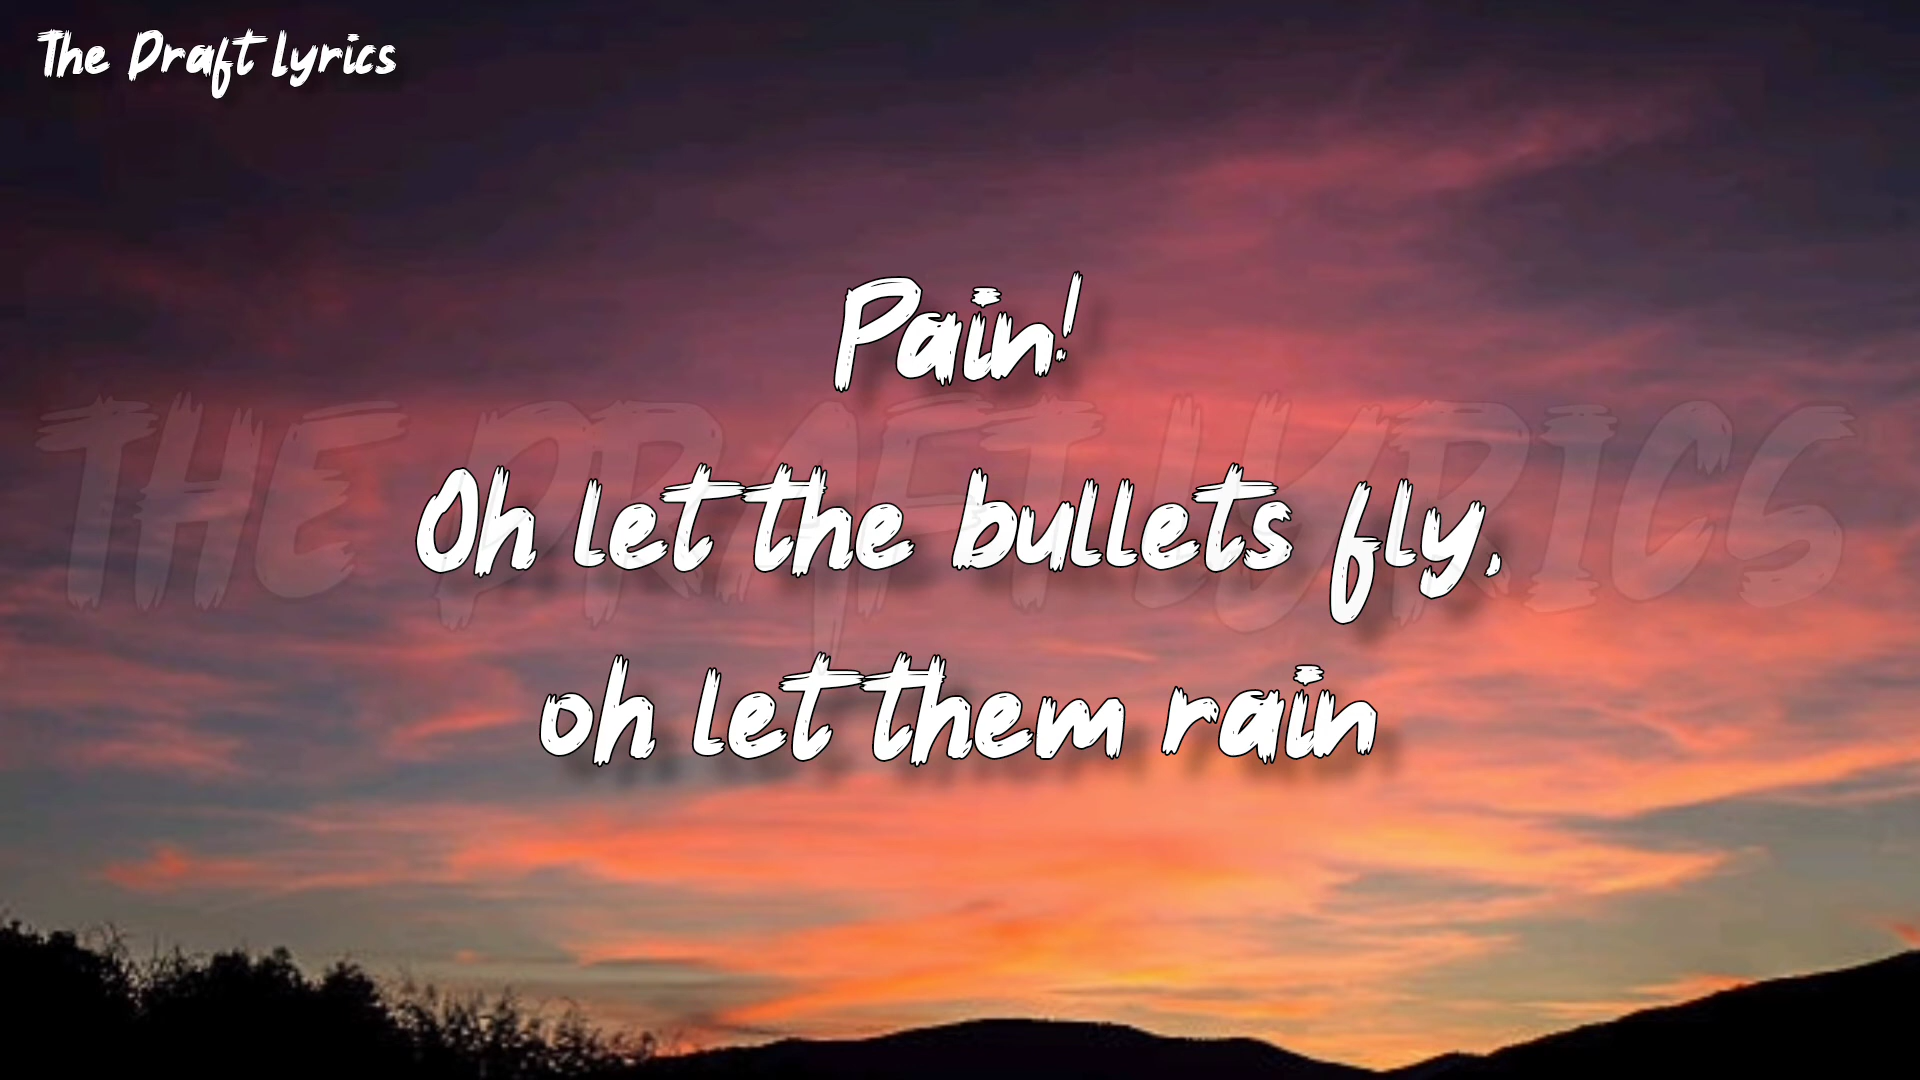 The Draft Lyrics
Pain!
THE DRAFT LYRICS
Oh let the bullets fly,
oh let them rain